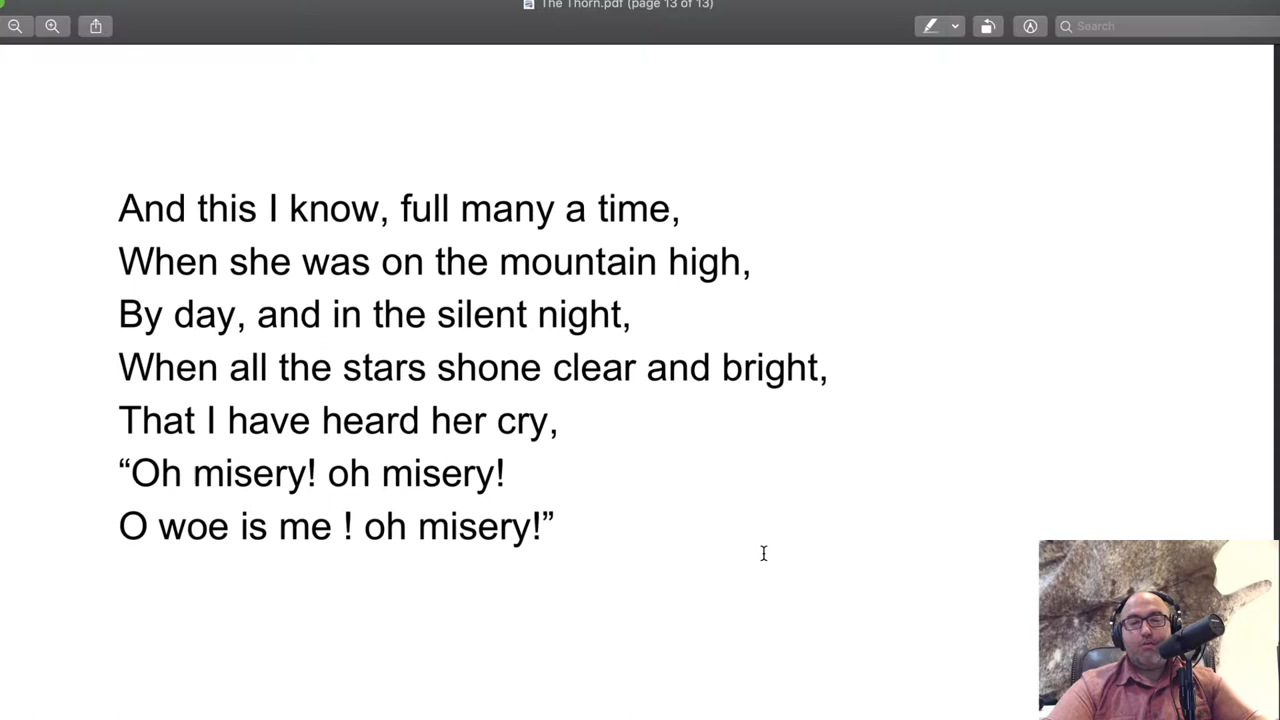 The Thorn.pdf (page 13 of 13)
Search
And this I know, full many a time,
When she was on the mountain high,
By day, and in the silent night,
When all the stars shone clear and bright,
That I have heard her cry,
“Oh misery! oh misery!
O woe is me ! oh misery!”